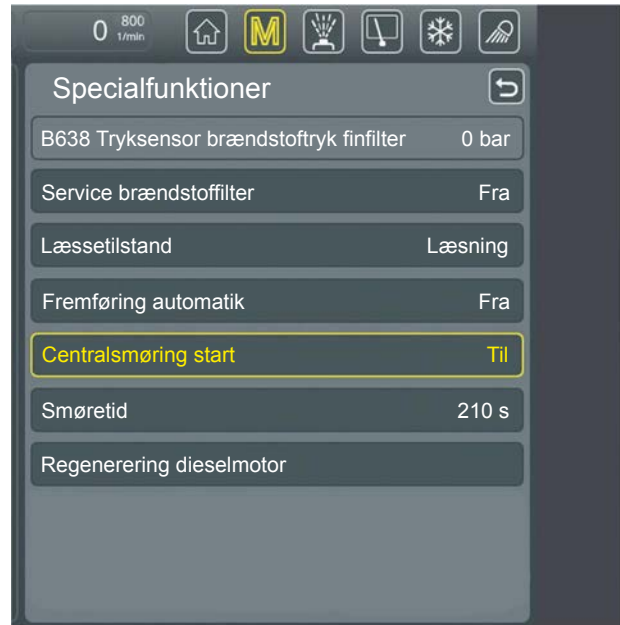 0 800 1/min M
Specialfunktioner
B638 Tryksensor brændstoftryk finfilter 0 bar
Service brændstoffilter Fra
Læssetilstand Læsning
Fremføring automatik Fra
Centralsmøring start Til
Smøretid 210 s
Regenerering dieselmotor